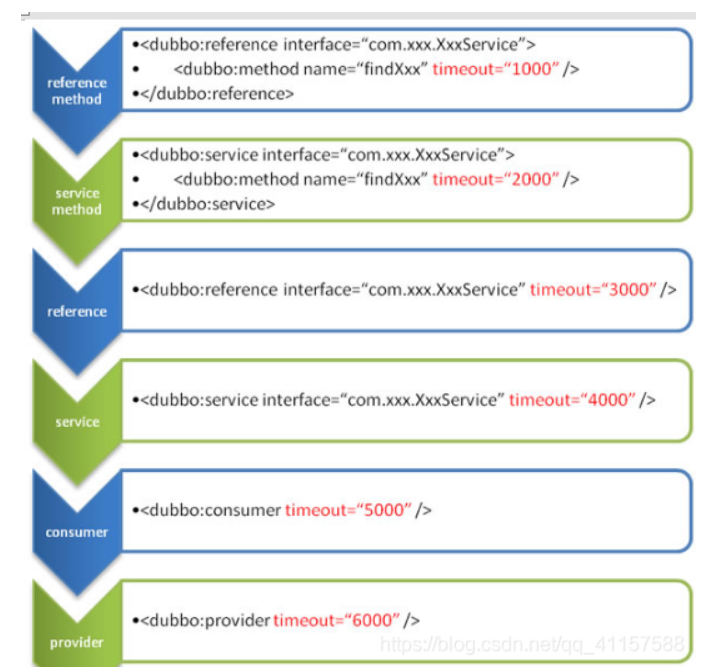 reference
method
•<dubbo:reference interface=“com.xxx.XxxService”>
•    <dubbo:method name=“findXxx” timeout=“1000” />
•</dubbo:reference>
service
method
•<dubbo:service interface=“com.xxx.XxxService”>
•    <dubbo:method name=“findXxx” timeout=“2000” />
•</dubbo:service>
reference
•<dubbo:reference interface=“com.xxx.XxxService” timeout=“3000” />
service
•<dubbo:service interface=“com.xxx.XxxService” timeout=“4000” />
consumer
•<dubbo:consumer timeout=“5000” />
provider
•<dubbo:provider timeout=“6000” />
https://blog.csdn.net/qq_41157588